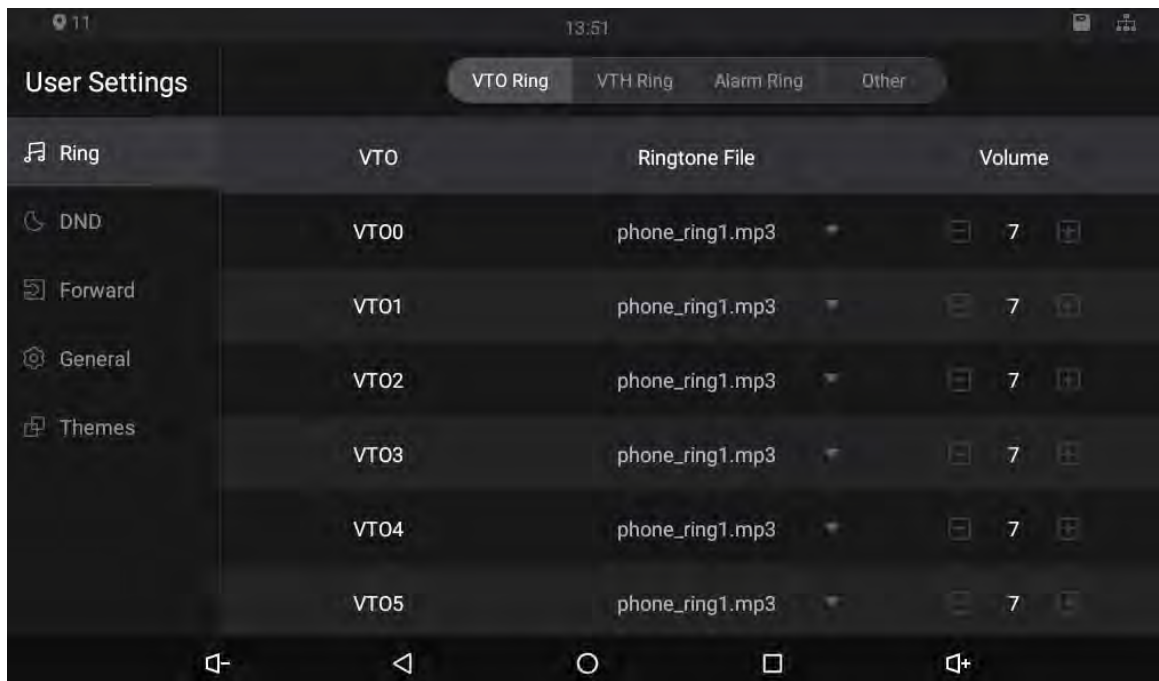 11 13:51
User Settings VTO Ring VTH Ring Alarm Ring Other
Ring VTO Ringtone File Volume
DND VTO0 phone_ring1.mp3 7
Forward VTO1 phone_ring1.mp3 7
General VTO2 phone_ring1.mp3 7
Themes VTO3 phone_ring1.mp3 7
VTO4 phone_ring1.mp3 7
VTO5 phone_ring1.mp3 7